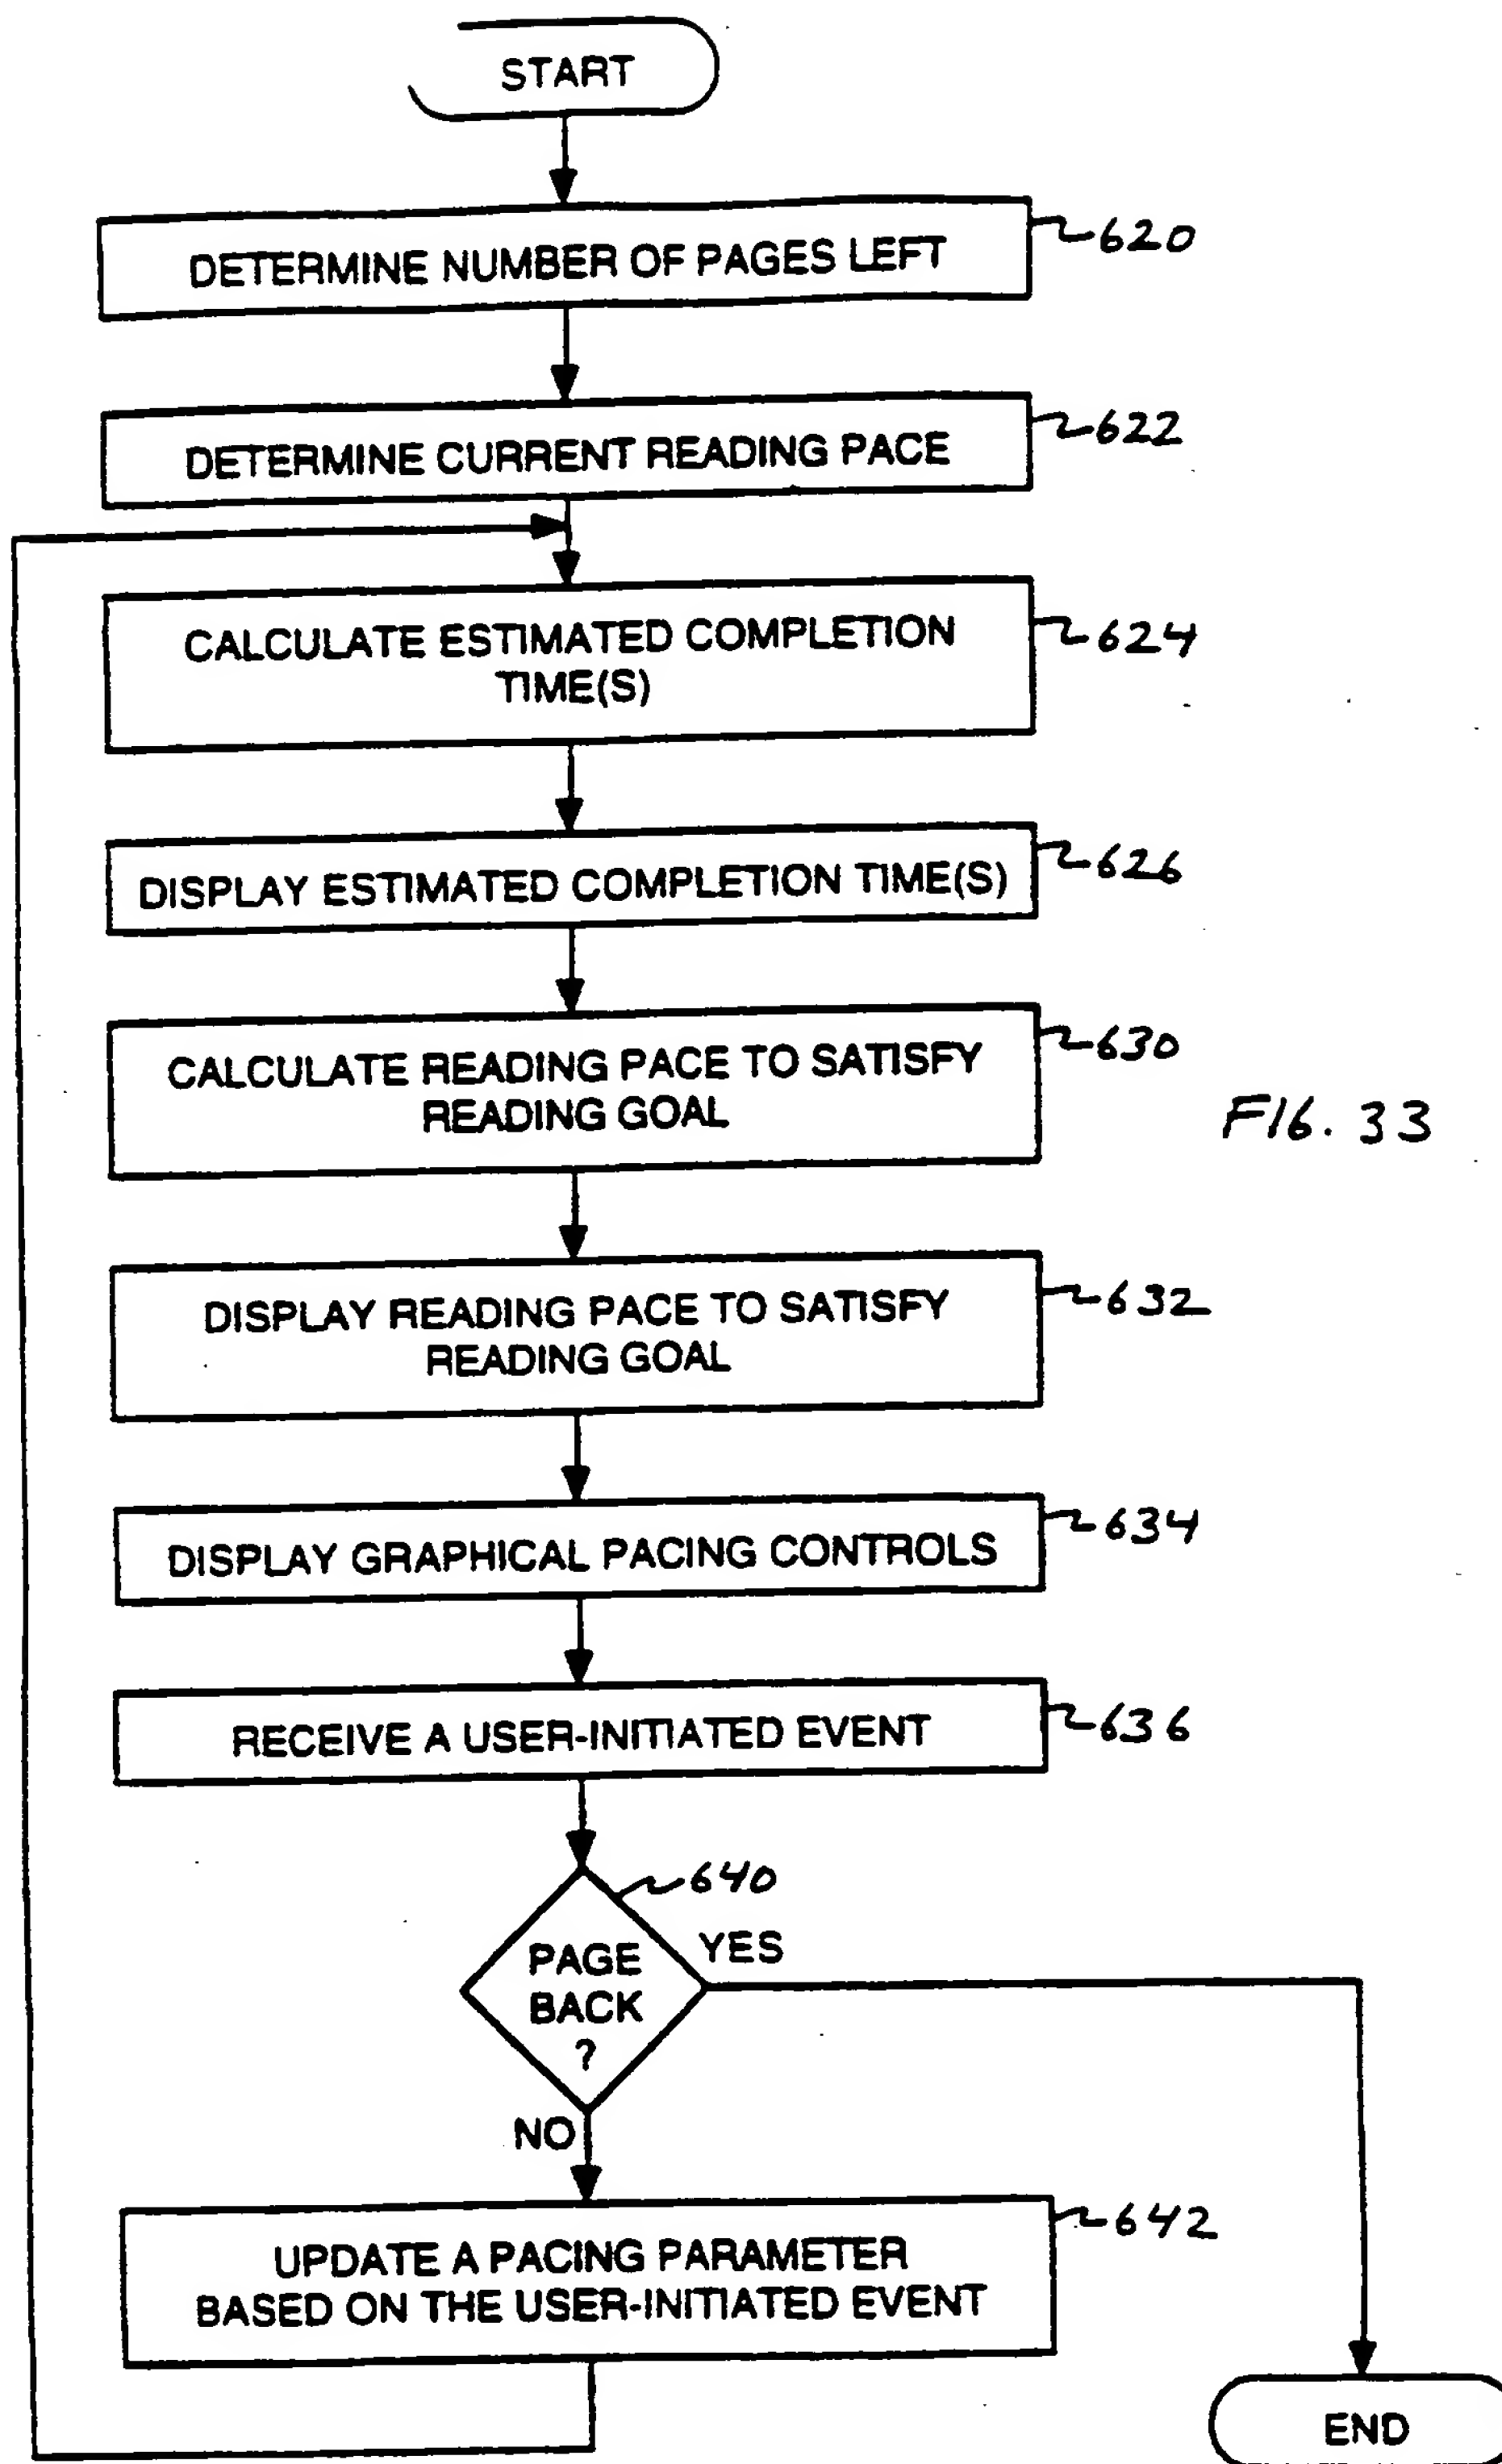 START
DETERMINE NUMBER OF PAGES LEFT
620
DETERMINE CURRENT READING PACE
622
CALCULATE ESTIMATED COMPLETION
TIME(S)
624
DISPLAY ESTIMATED COMPLETION TIME(S)
626
CALCULATE READING PACE TO SATISFY
READING GOAL
630
FIG. 33
DISPLAY READING PACE TO SATISFY
READING GOAL
632
DISPLAY GRAPHICAL PACING CONTROLS
634
RECEIVE A USER-INITIATED EVENT
636
640
PAGE
BACK
?
YES
NO
UPDATE A PACING PARAMETER
BASED ON THE USER-INITIATED EVENT
642
END